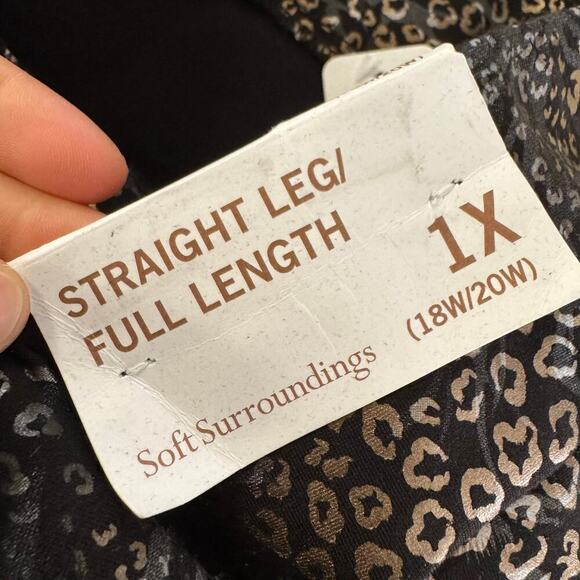 STRAIGHT LEG/
FULL LENGTH
1X
(18W/20W)
Soft Surroundings